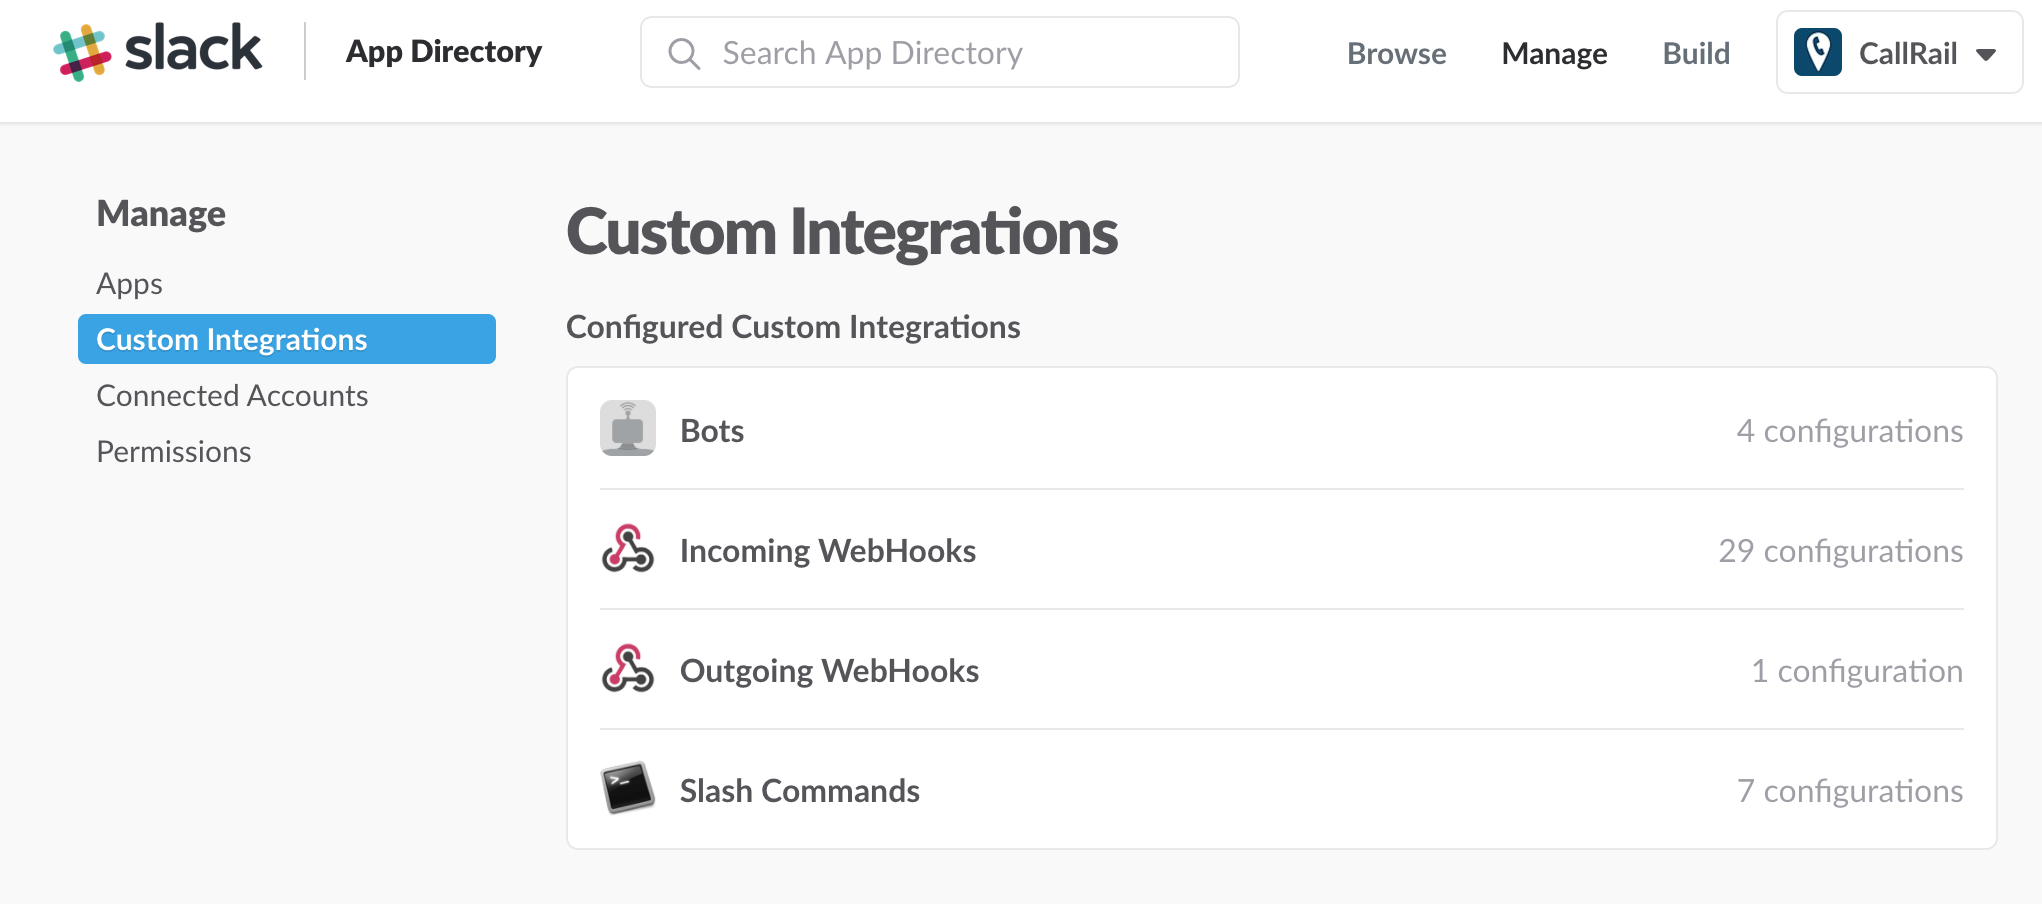 slack App Directory Search App Directory Browse Manage Build CallRail
Manage
Apps
Custom Integrations
Connected Accounts
Permissions
Custom Integrations
Configured Custom Integrations
Bots 4 configurations
Incoming WebHooks 29 configurations
Outgoing WebHooks 1 configuration
>_
Slash Commands 7 configurations